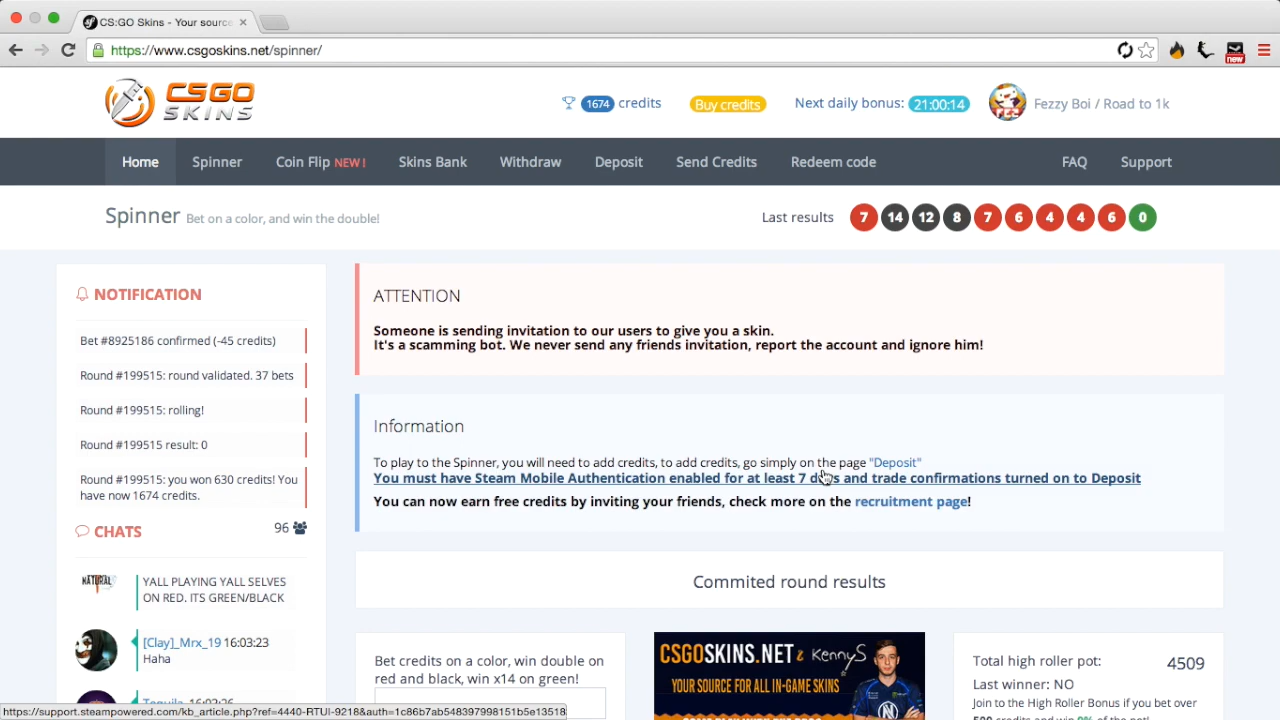 CS:GO Skins - Your source
https://www.csgoskins.net/spinner/
new
CSGO
SKINS
1674 credits
Buy credits
Next daily bonus: 21:00:14
Fezzy Boi / Road to 1k
Home
Spinner
Coin Flip NEW !
Skins Bank
Withdraw
Deposit
Send Credits
Redeem code
FAQ
Support
Spinner Bet on a color, and win the double!
Last results 7 14 12 8 7 6 4 4 6 0
NOTIFICATION
Bet #8925186 confirmed (-45 credits)
Round #199515: round validated. 37 bets
Round #199515: rolling!
Round #199515 result: 0
Round #199515: you won 630 credits! You
have now 1674 credits.
CHATS
96
NATURAL
YALL PLAYING YALL SELVES
ON RED. ITS GREEN/BLACK
[Clay]_Mrx_19 16:03:23
Haha
ATTENTION
Someone is sending invitation to our users to give you a skin.
It's a scamming bot. We never send any friends invitation, report the account and ignore him!
Information
To play to the Spinner, you will need to add credits, to add credits, go simply on the page "Deposit"
You must have Steam Mobile Authentication enabled for at least 7 days and trade confirmations turned on to Deposit
You can now earn free credits by inviting your friends, check more on the recruitment page!
Commited round results
Bet credits on a color, win double on
red and black, win x14 on green!
CSGOSKINS.NET & KennyS
YOUR SOURCE FOR ALL IN-GAME SKINS
Total high roller pot: 4509
Last winner: NO
Join to the High Roller Bonus if you bet over
https://support.steampowered.com/kb_article.php?ref=4440-RTUI-9218&auth=1c86b7ab548397998151b5e13518